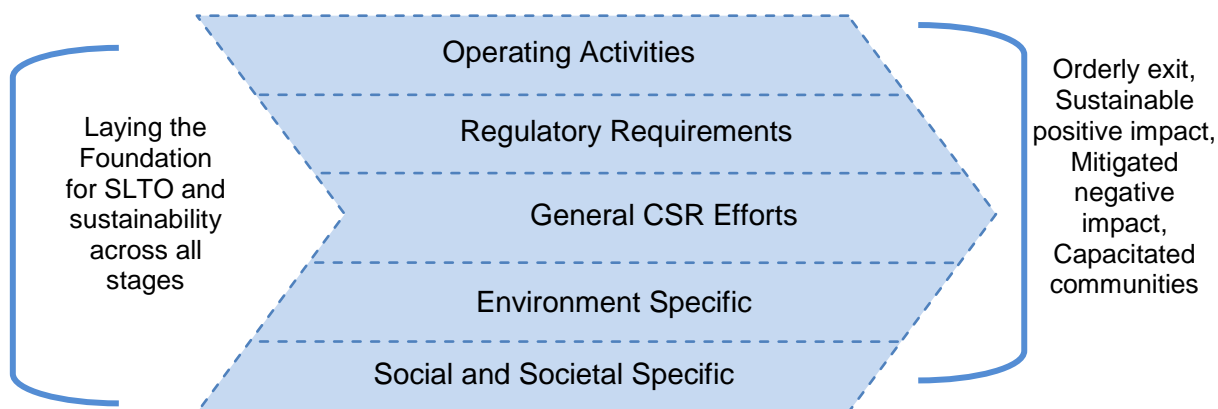 Laying the
Foundation
for SLTO and
sustainability
across all
stages
Operating Activities
Regulatory Requirements
General CSR Efforts
Environment Specific
Social and Societal Specific
Orderly exit,
Sustainable
positive impact,
Mitigated
negative
impact,
Capacitated
communities